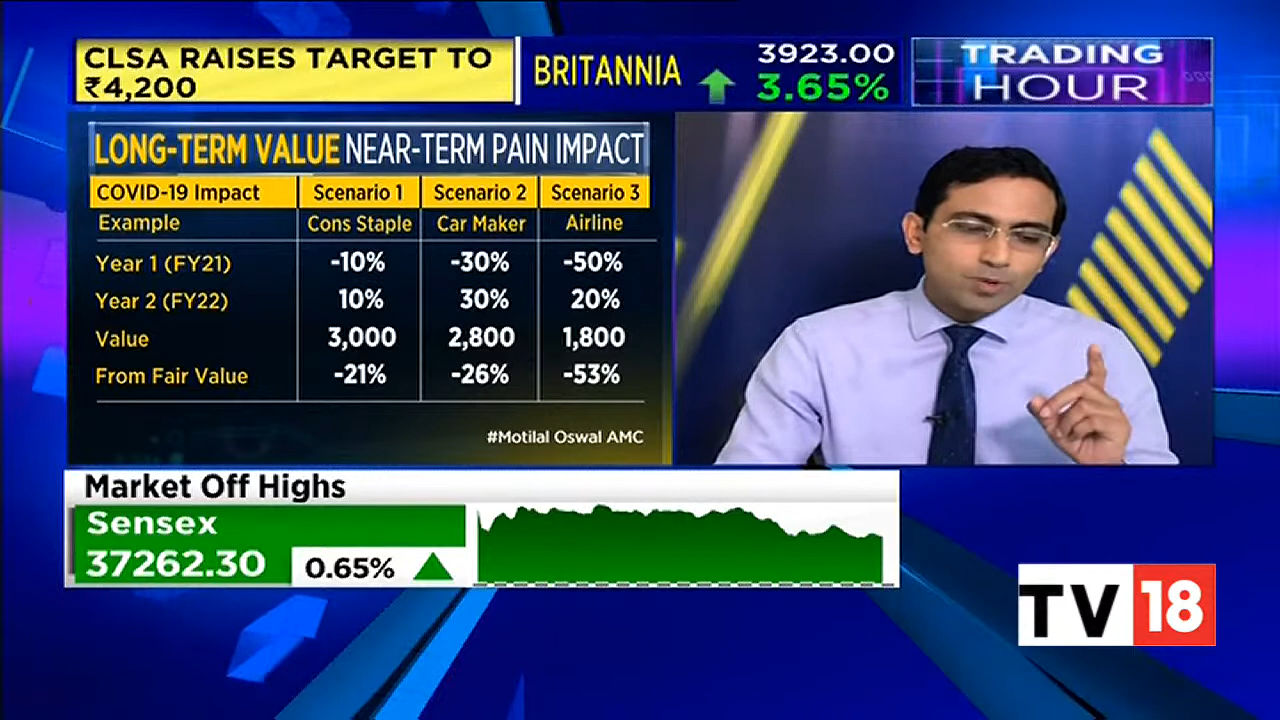 CLSA RAISES TARGET TO
₹4,200
BRITANNIA
3923.00
3.65%
TRADING
HOUR
LONG-TERM VALUE NEAR-TERM PAIN IMPACT
COVID-19 Impact Scenario 1 Scenario 2 Scenario 3
Example Cons Staple Car Maker Airline
Year 1 (FY21) -10% -30% -50%
Year 2 (FY22) 10% 30% 20%
Value 3,000 2,800 1,800
From Fair Value -21% -26% -53%
#Motilal Oswal AMC
Market Off Highs
Sensex
37262.30 0.65%
TV18